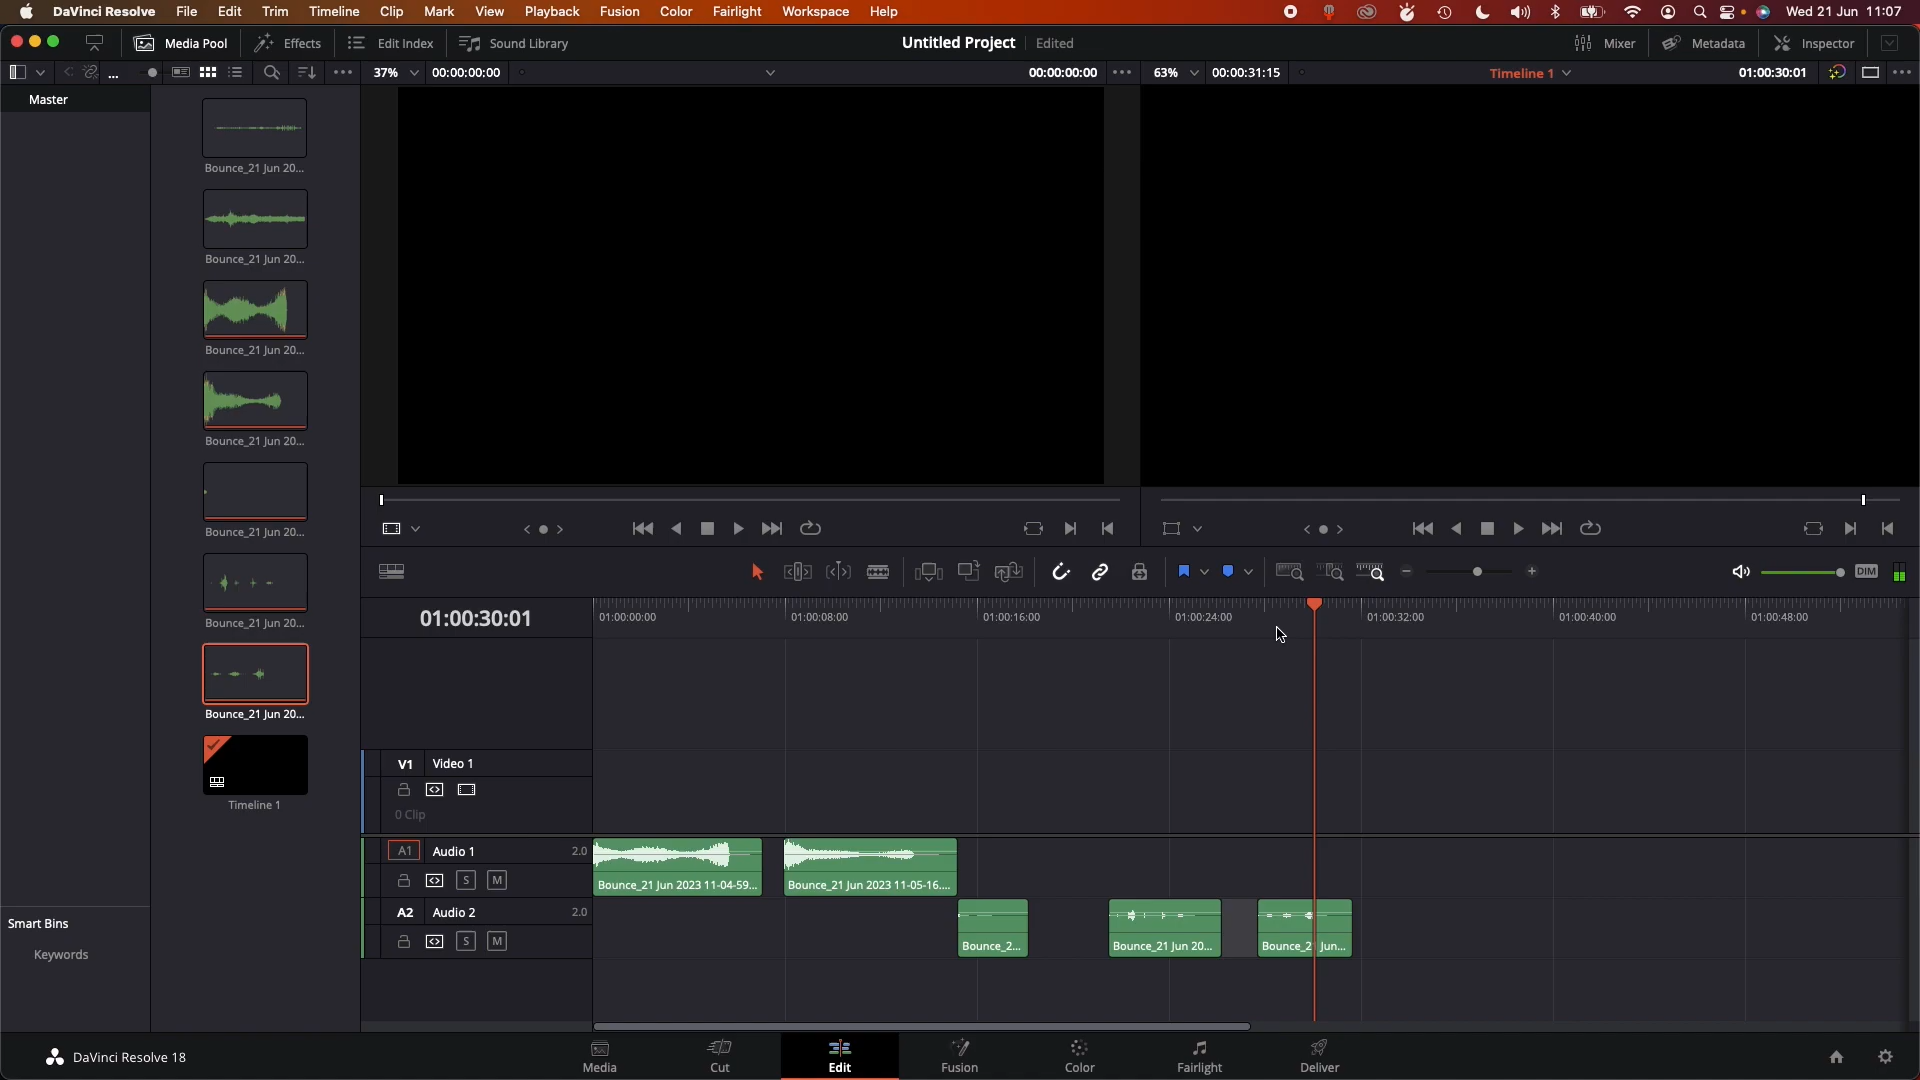 DaVinci Resolve File Edit Trim Timeline Clip Mark View Playback Fusion Color Fairlight Workspace Help Wed 21 Jun 11:07
Media Pool Effects Edit Index Sound Library Untitled Project Edited Mixer Metadata Inspector
... 37% 00:00:00:00 00:00:00:00 63% 00:00:31:15 Timeline 1 01:00:30:01
Master
Bounce_21 Jun 20...
Bounce_21 Jun 20...
Bounce_21 Jun 20...
Bounce_21 Jun 20...
Bounce_21 Jun 20...
Bounce_21 Jun 20...
Bounce_21 Jun 20...
Timeline 1
DIM
01:00:30:01 01:00:00:00 01:00:08:00 01:00:16:00 01:00:24:00 01:00:32:00 01:00:40:00 01:00:48:00
V1 Video 1
0 Clip
A1 Audio 1 2.0
S M
Bounce_21 Jun 2023 11-04-59... Bounce_21 Jun 2023 11-05-16....
A2 Audio 2 2.0
S M
Bounce_2... Bounce_21 Jun 20... Bounce_21 Jun...
Smart Bins
Keywords
DaVinci Resolve 18 Media Cut Edit Fusion Color Fairlight Deliver